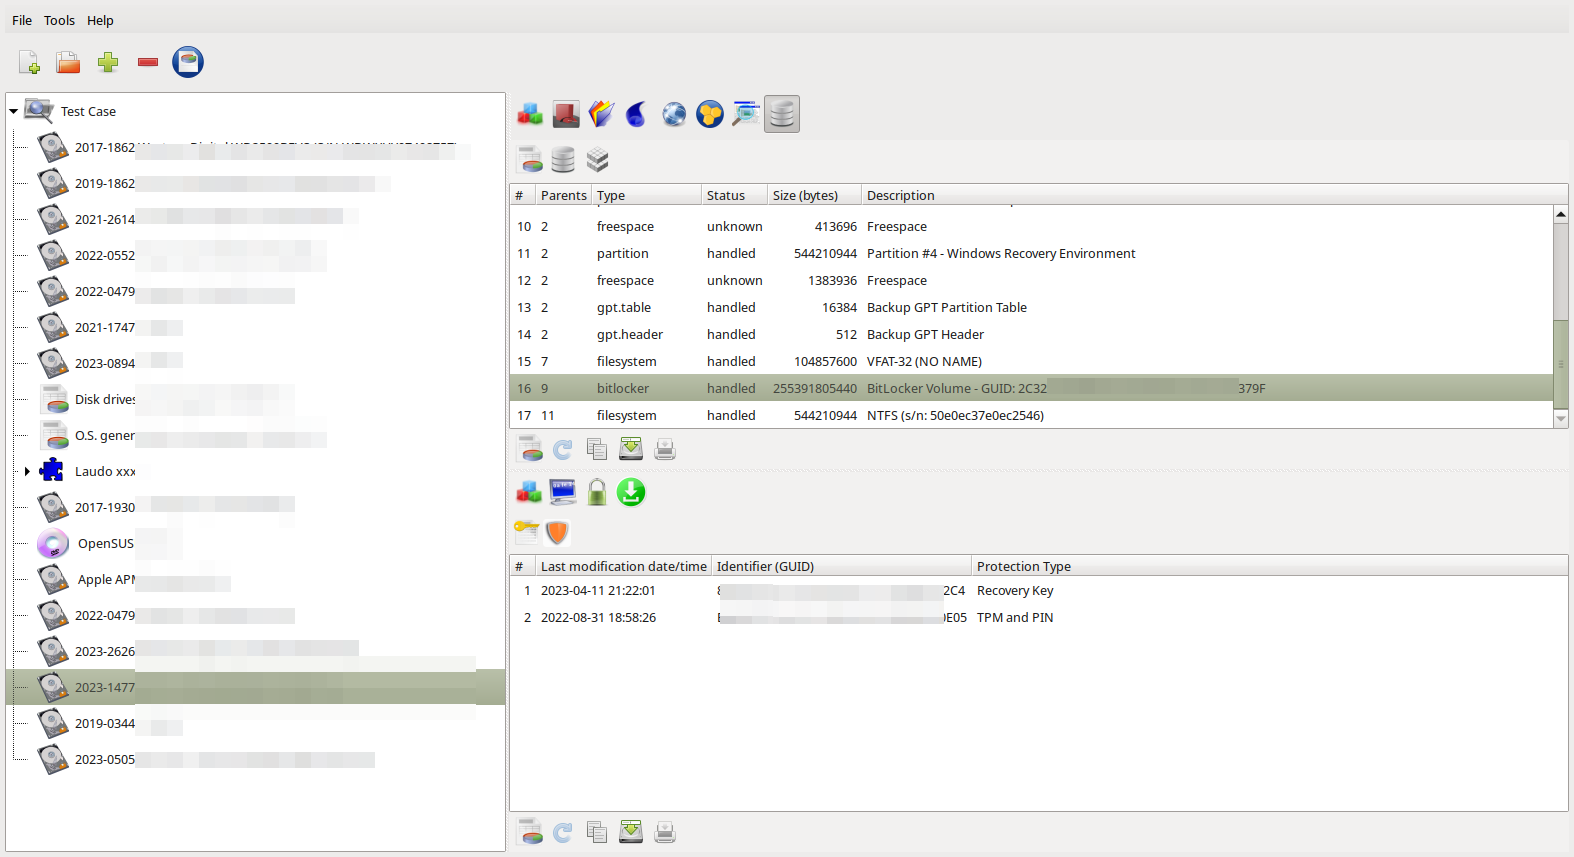 File Tools Help
Test Case
2017-1862
2019-1862
2021-2614
2022-0552
2022-0479
2021-1747
2023-0894
Disk drives
O.S. gener
Laudo xxx
2017-1930
OpenSUS
Apple
2022-0479
2023-2626
2023-1477
2019-0344
2023-0505
# Parents Type Status Size (bytes) Description
10 2 freespace unknown 413696 Freespace
11 2 partition handled 544210944 Partition #4 - Windows Recovery Environment
12 2 freespace unknown 1383936 Freespace
13 2 gpt.table handled 16384 Backup GPT Partition Table
14 2 gpt.header handled 512 Backup GPT Header
15 7 filesystem handled 104857600 VFAT-32 (NO NAME)
16 9 bitlocker handled 255391805440 BitLocker Volume - GUID: 2C32 379F
17 11 filesystem handled 544210944 NTFS (s/n: 50e0ec37e0ec2546)
# Last modification date/time Identifier (GUID) Protection Type
1 2023-04-11 21:22:01 2C4 Recovery Key
2 2022-08-31 18:58:26 0E05 TPM and PIN